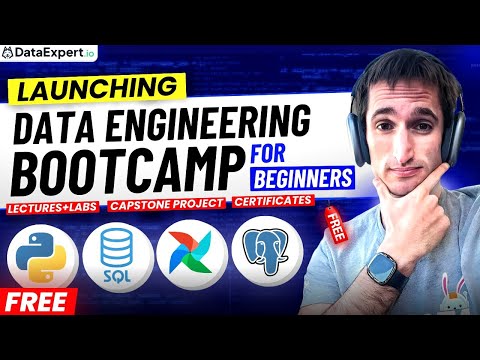 DataExpert.io
LAUNCHING
DATA ENGINEERING
BOOTCAMP FOR BEGINNERS
LECTURES+LABS CAPSTONE PROJECT CERTIFICATES
FREE
SQL
FREE